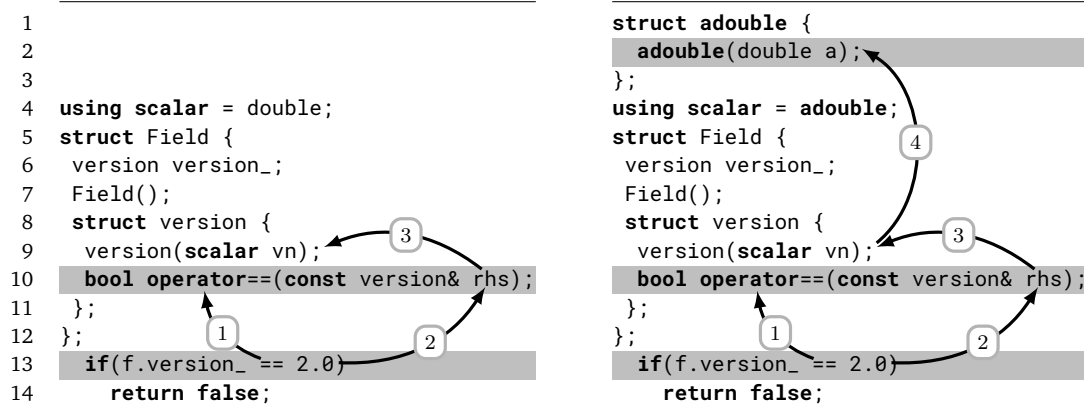 1
2
3
4 using scalar = double;
5 struct Field {
6 version version_;
7 Field();
8 struct version {
9 version(scalar vn);
10 bool operator==(const version& rhs);
11 };
12 };
13 if(f.version_ == 2.0)
14 return false;
1
2
3
struct adouble {
adouble(double a);
};
using scalar = adouble;
struct Field {
version version_;
Field();
struct version {
version(scalar vn);
bool operator==(const version& rhs);
};
};
if(f.version_ == 2.0)
return false;
4
3
1
2